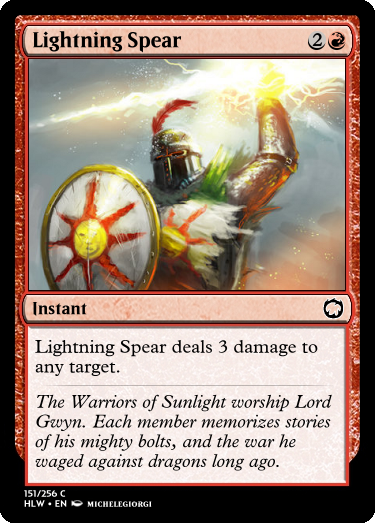 Lightning Spear 2
Instant
Lightning Spear deals 3 damage to
any target.
The Warriors of Sunlight worship Lord
Gwyn. Each member memorizes stories
of his mighty bolts, and the war he
waged against dragons long ago.
151/256 C
HLW • EN MICHELEGIORGI